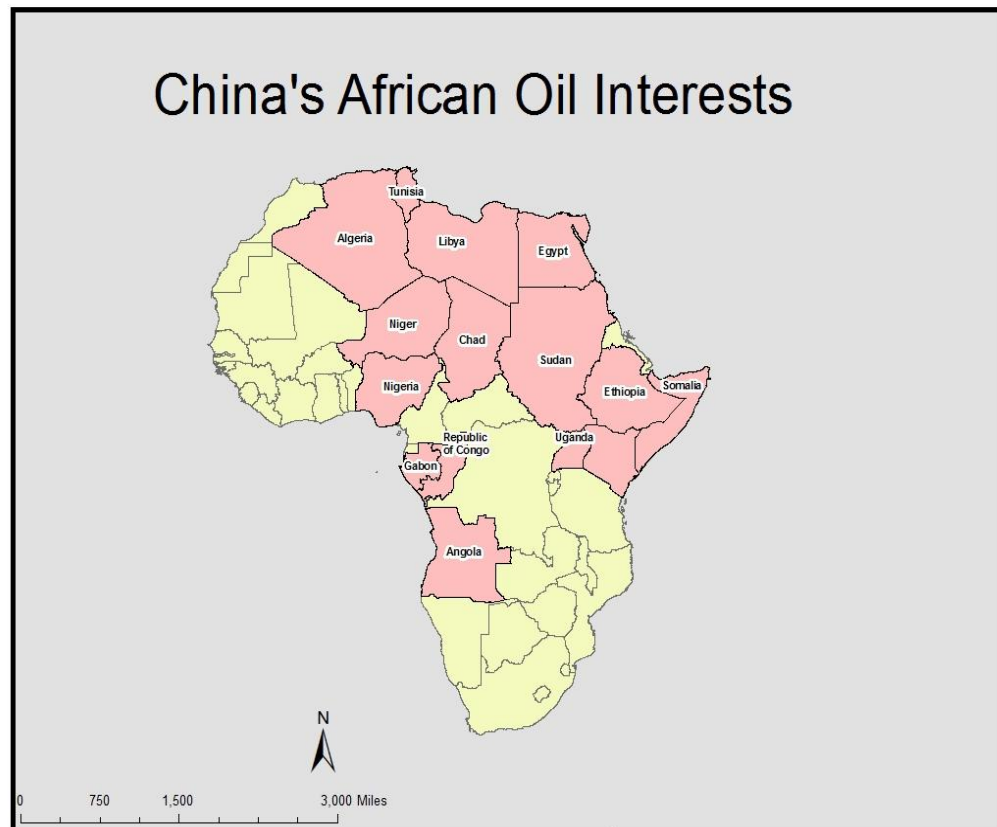 China's African Oil Interests
Tunisia
Algeria
Libya
Egypt
Niger
Chad
Sudan
Nigeria
Ethiopia
Somalia
Republic
of Congo
Uganda
Gabon
Angola
N
0 750 1,500 3,000 Miles